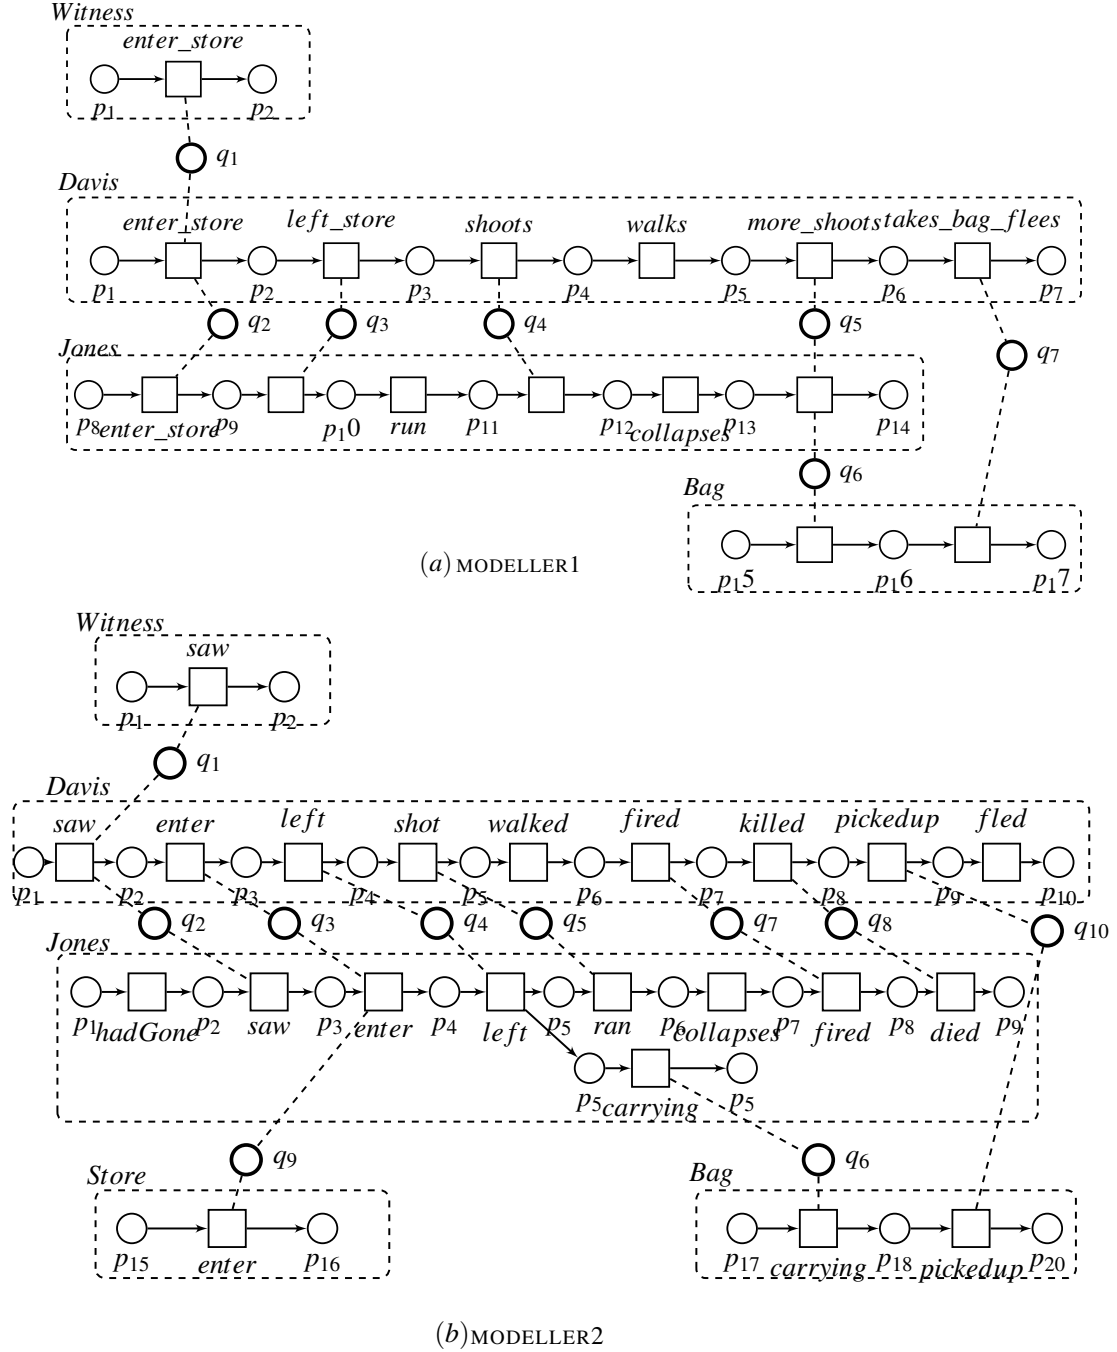 Witness
enter_store
p1 p2
q1
Davis
enter_store left_store shoots walks more_shoots takes_bag_flees
p1 p2 p3 p4 p5 p6 p7
q2 q3 q4 q5
Jones
q7
p8 enter_store p9 p10 run p11 p12 collapses p13 p14
q6
Bag
(a) MODELLER1
p15 p16 p17
Witness
saw
p1 p2
q1
Davis
saw enter left shot walked fired killed pickedup fled
p1 p2 p3 p4 p5 p6 p7 p8 p9 p10
q2 q3 q4 q5 q7 q8 q10
Jones
p1 hadGone p2 saw p3 enter p4 left p5 ran p6 collapses p7 fired p8 died p9
p5 carrying p5
q9 q6
Store Bag
p15 enter p16 p17 carrying p18 pickedup p20
(b) MODELLER2